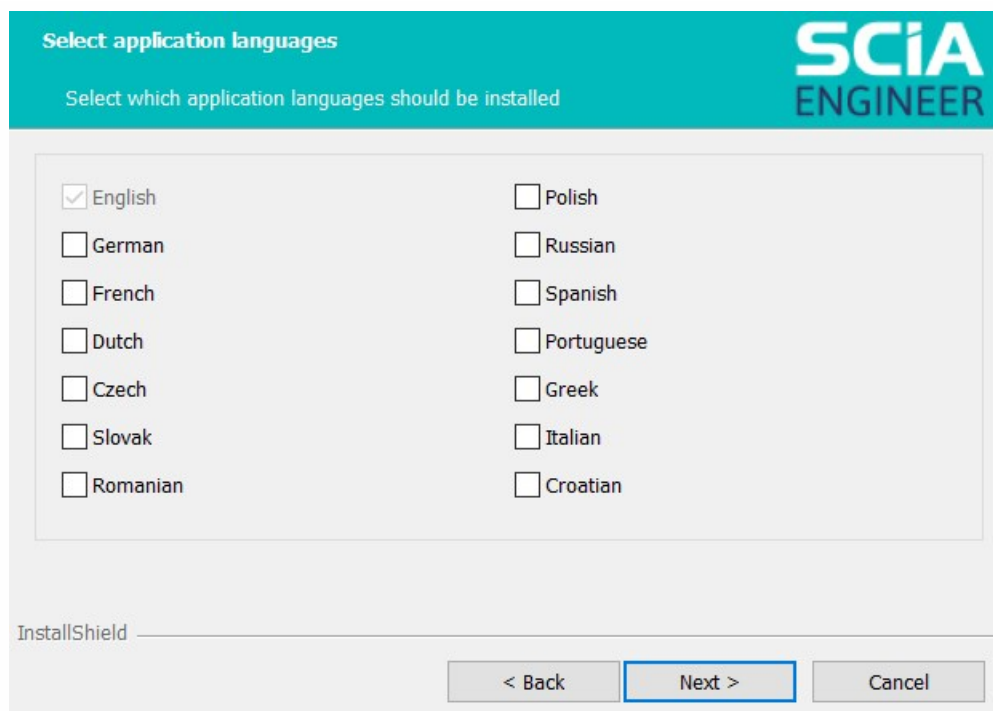 Select application languages
Select which application languages should be installed
SCiA
ENGINEER
English
German
French
Dutch
Czech
Slovak
Romanian
Polish
Russian
Spanish
Portuguese
Greek
Italian
Croatian
InstallShield
< Back
Next >
Cancel